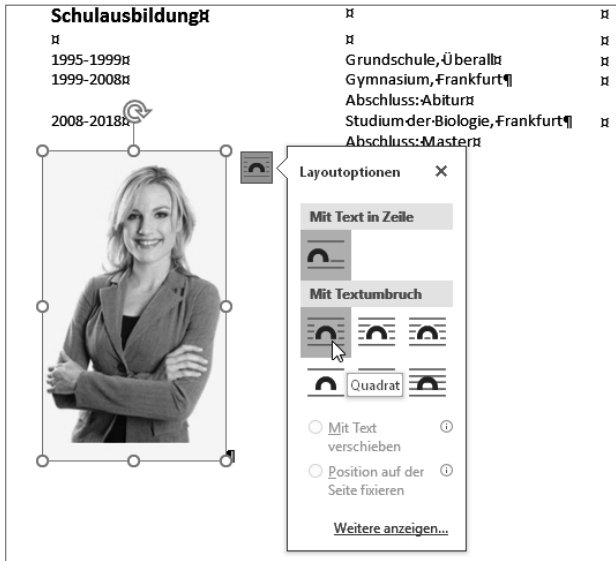 Schulausbildung¤ ¤ ¤
¤ ¤ ¤
1995-1999¤ Grundschule,·Überall¤ ¤
1999-2008¤ Gymnasium,·Frankfurt¶ ¤
Abschluss:·Abitur¤
2008-2018¤ Studium·der·Biologie,·Frankfurt¶ ¤
Abschluss:·Master¤
Layoutoptionen ×
Mit Text in Zeile
Mit Textumbruch
Quadrat
Mit Text
verschieben
Position auf der
Seite fixieren
¶
Weitere anzeigen...